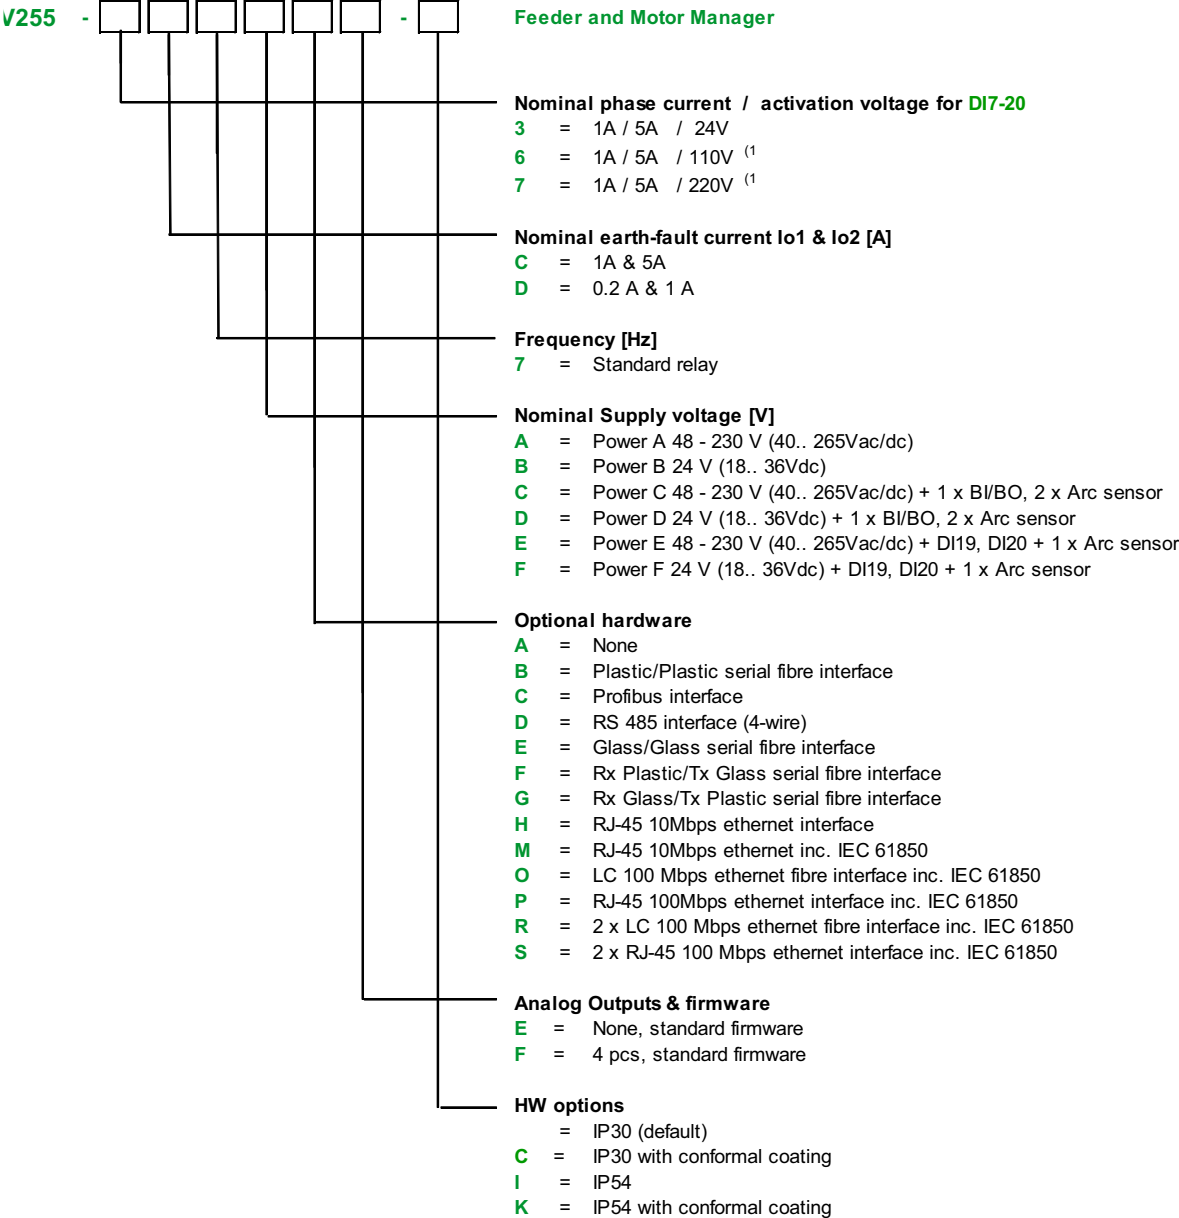 V255 - - Feeder and Motor Manager
Nominal phase current / activation voltage for DI7-20
3 = 1A / 5A / 24V
6 = 1A / 5A / 110V (1
7 = 1A / 5A / 220V (1
Nominal earth-fault current Io1 & Io2 [A]
C = 1A & 5A
D = 0.2 A & 1 A
Frequency [Hz]
7 = Standard relay
Nominal Supply voltage [V]
A = Power A 48 - 230 V (40.. 265Vac/dc)
B = Power B 24 V (18.. 36Vdc)
C = Power C 48 - 230 V (40.. 265Vac/dc) + 1 x BI/BO, 2 x Arc sensor
D = Power D 24 V (18.. 36Vdc) + 1 x BI/BO, 2 x Arc sensor
E = Power E 48 - 230 V (40.. 265Vac/dc) + DI19, DI20 + 1 x Arc sensor
F = Power F 24 V (18.. 36Vdc) + DI19, DI20 + 1 x Arc sensor
Optional hardware
A = None
B = Plastic/Plastic serial fibre interface
C = Profibus interface
D = RS 485 interface (4-wire)
E = Glass/Glass serial fibre interface
F = Rx Plastic/Tx Glass serial fibre interface
G = Rx Glass/Tx Plastic serial fibre interface
H = RJ-45 10Mbps ethernet interface
M = RJ-45 10Mbps ethernet inc. IEC 61850
O = LC 100 Mbps ethernet fibre interface inc. IEC 61850
P = RJ-45 100Mbps ethernet interface inc. IEC 61850
R = 2 x LC 100 Mbps ethernet fibre interface inc. IEC 61850
S = 2 x RJ-45 100 Mbps ethernet interface inc. IEC 61850
Analog Outputs & firmware
E = None, standard firmware
F = 4 pcs, standard firmware
HW options
= IP30 (default)
C = IP30 with conformal coating
I = IP54
K = IP54 with conformal coating